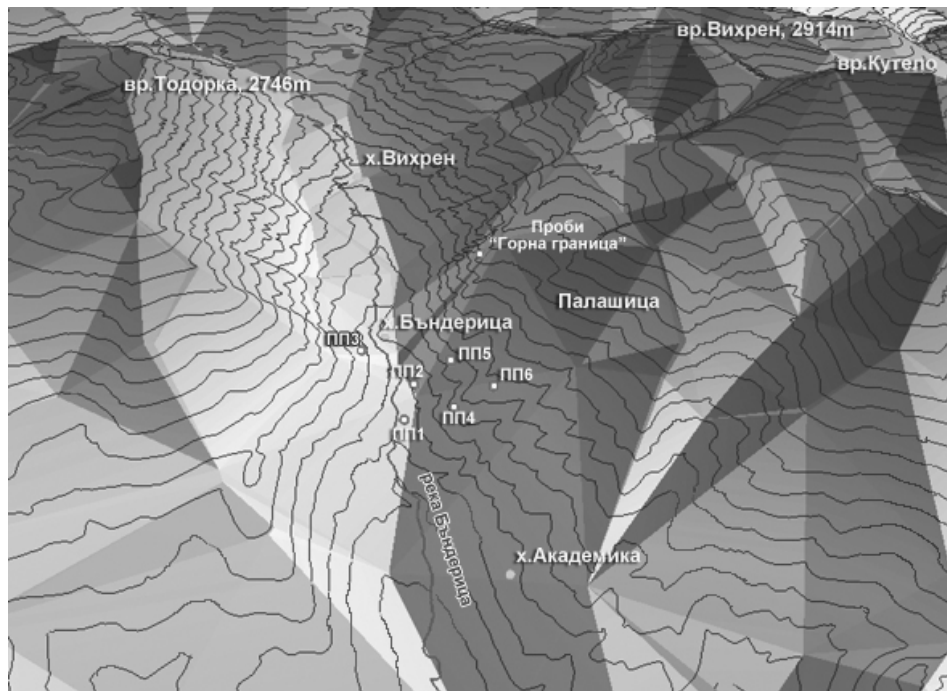 вр.Вихрен, 2914m
вр.Кутело
вр.Тодорка, 2746m
х.Вихрен
Проби
“Горна граница”
Палашица
х.Бъндерица
ПП3
ПП5
ПП2
ПП6
ПП4
ПП1
река Бъндерица
х.Академика